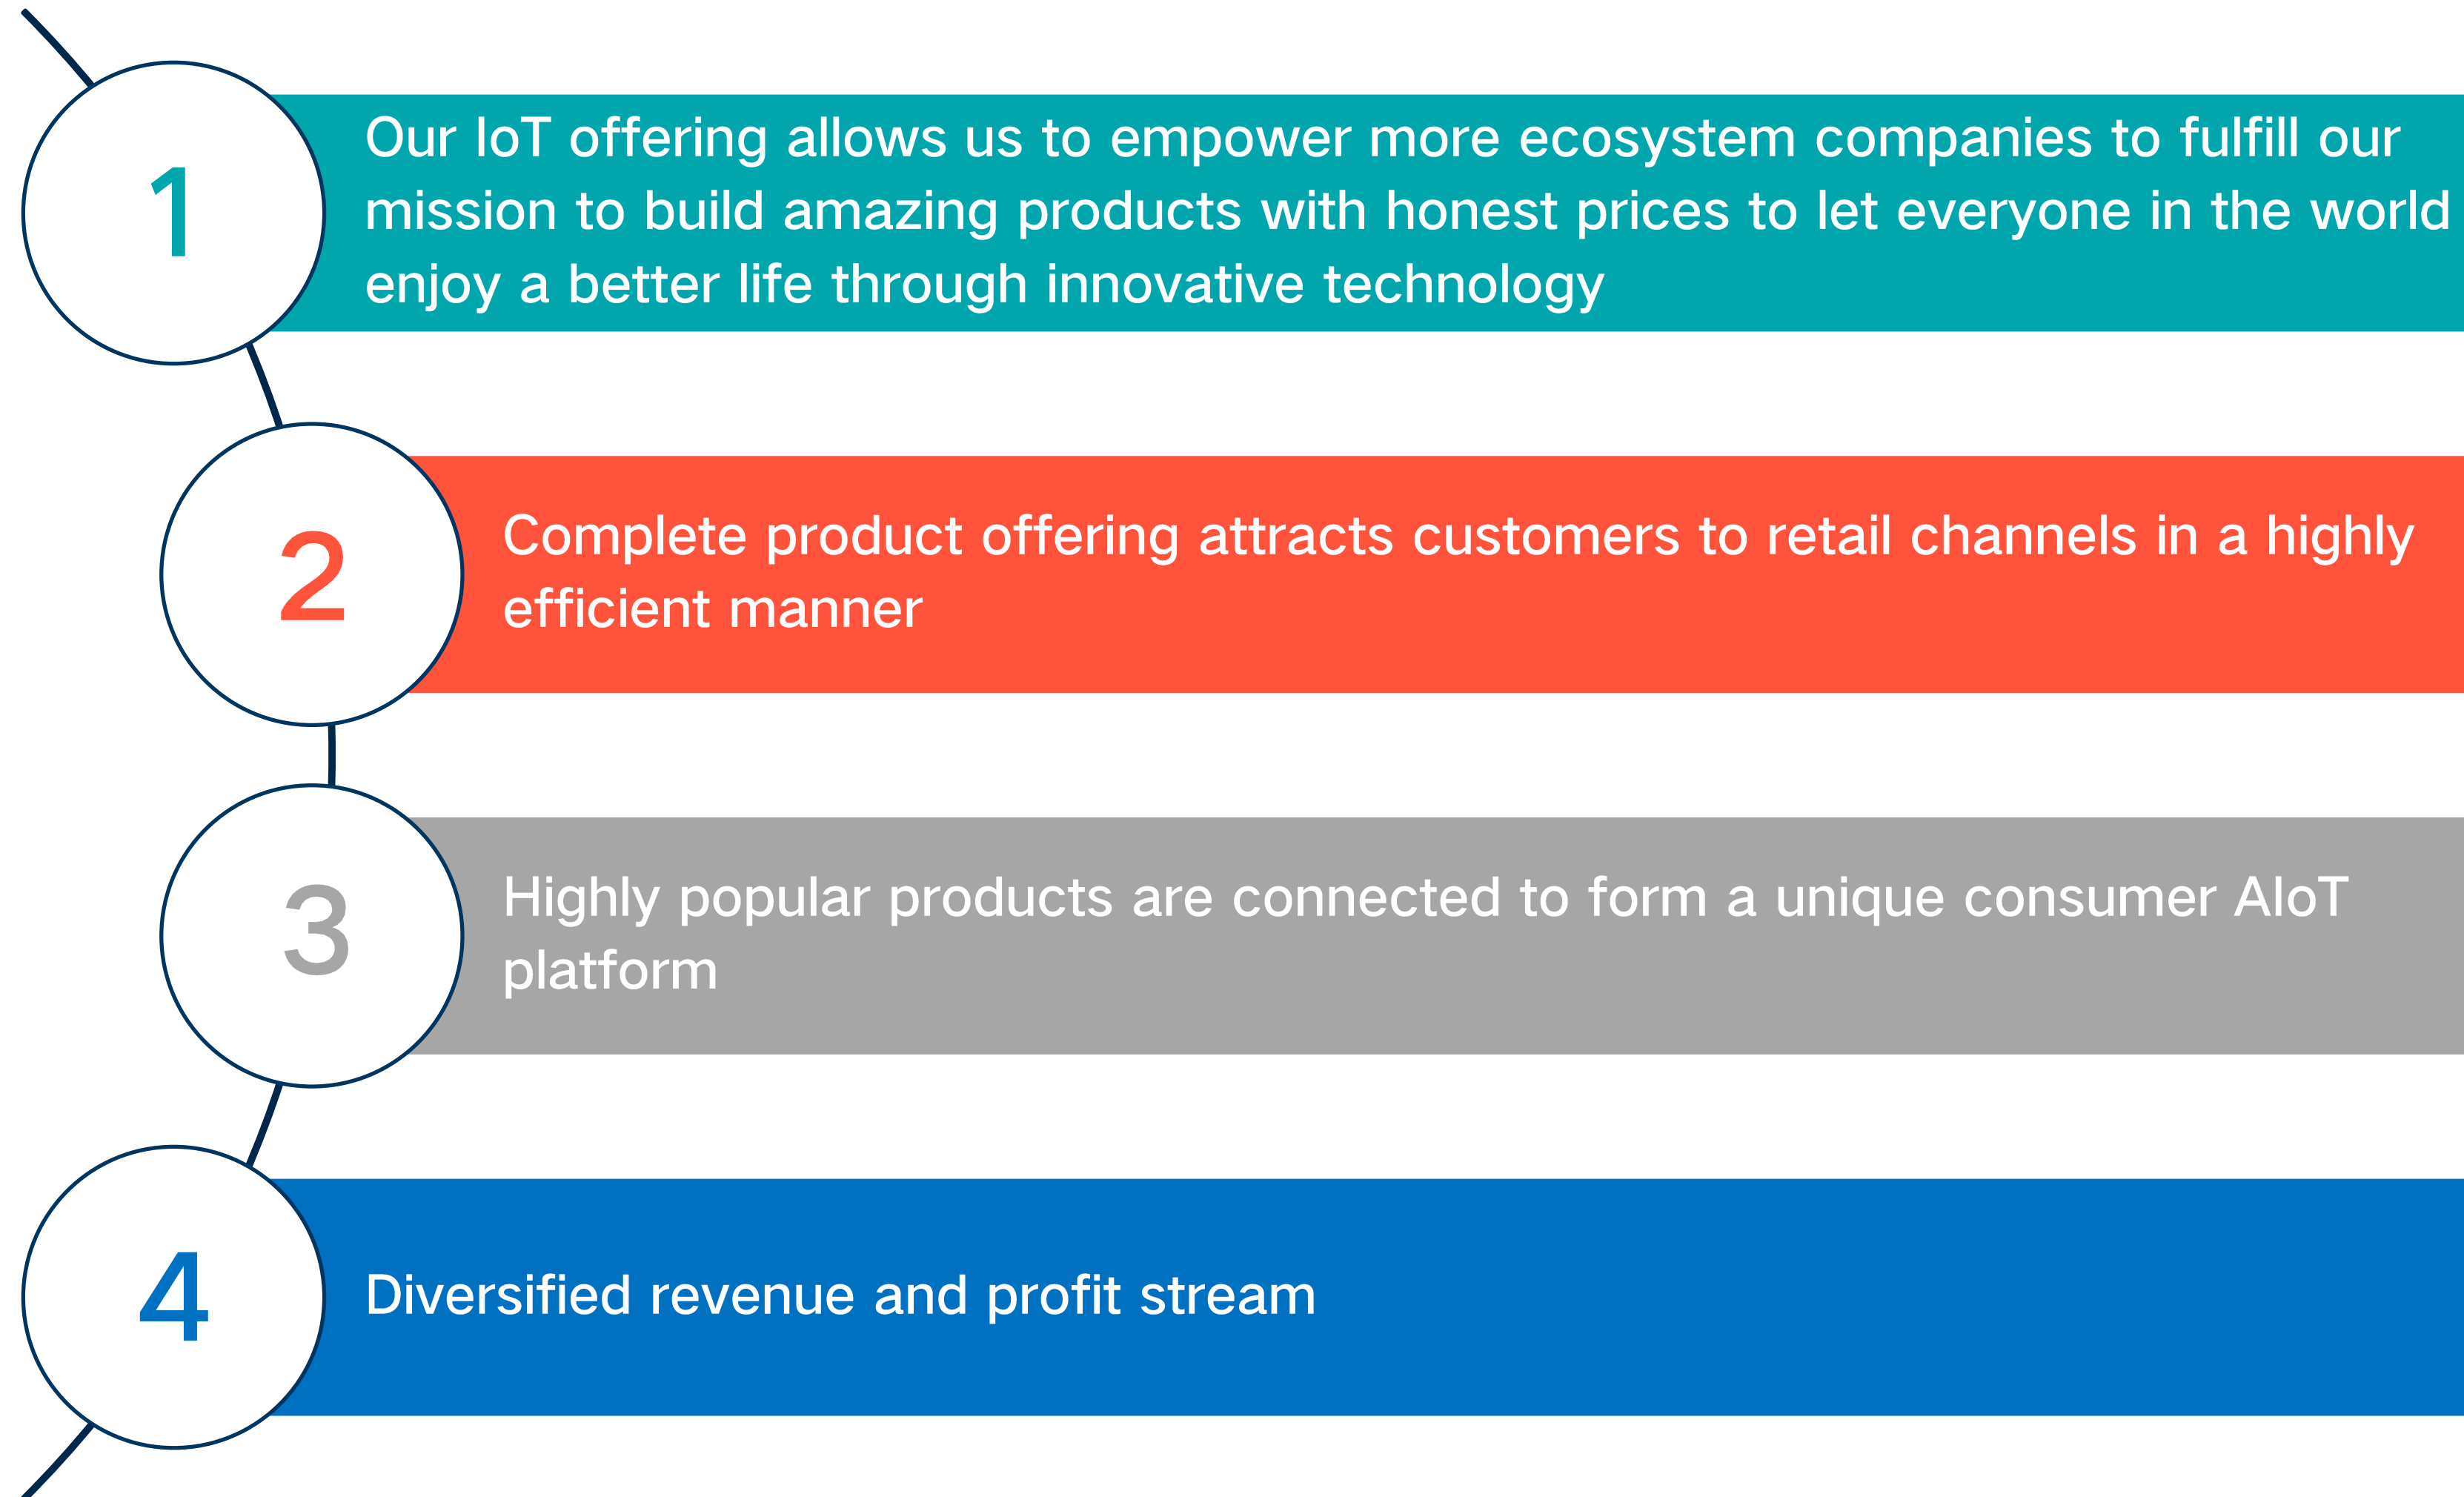 1
Our IoT offering allows us to empower more ecosystem companies to fulfill our
mission to build amazing products with honest prices to let everyone in the world
enjoy a better life through innovative technology
2
Complete product offering attracts customers to retail channels in a highly
efficient manner
3
Highly popular products are connected to form a unique consumer AIoT
platform
4
Diversified revenue and profit stream